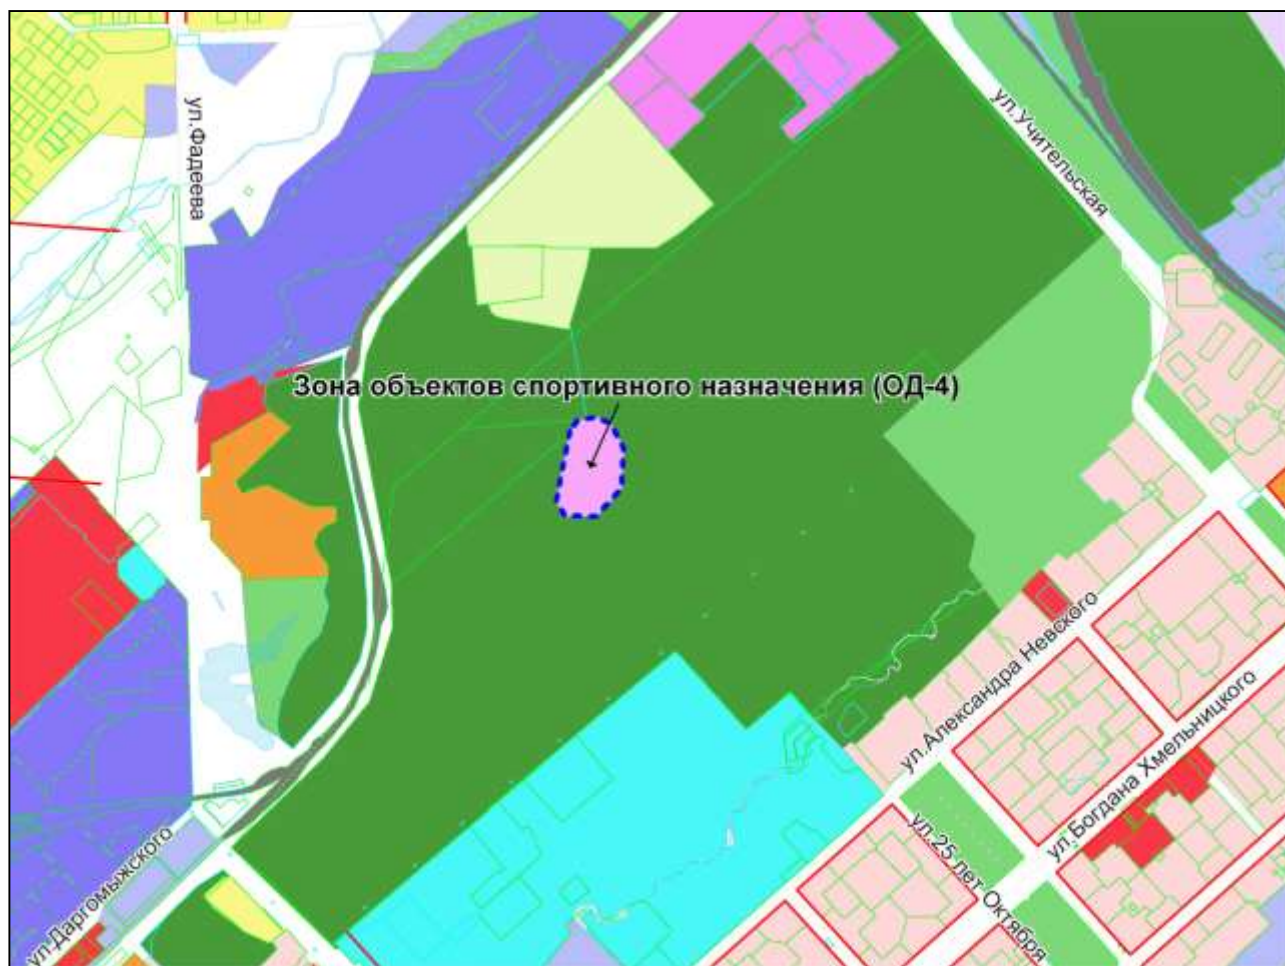 ул.Фадеева
ул.Учительская
Зона объектов спортивного назначения (ОД-4)
ул.Александра Невского
ул.Богдана Хмельницкого
ул.25 лет Октября
ул.Даргомыжского